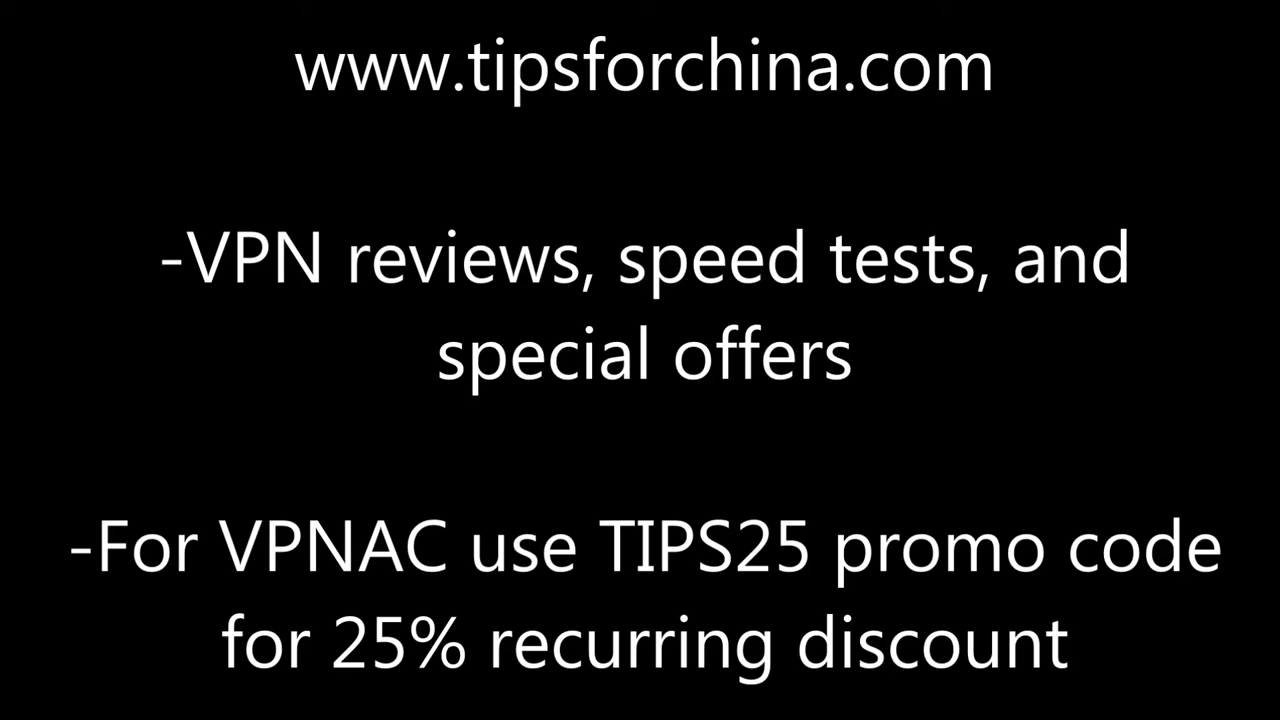 www.tipsforchina.com
-VPN reviews, speed tests, and
special offers
-For VPNAC use TIPS25 promo code
for 25% recurring discount